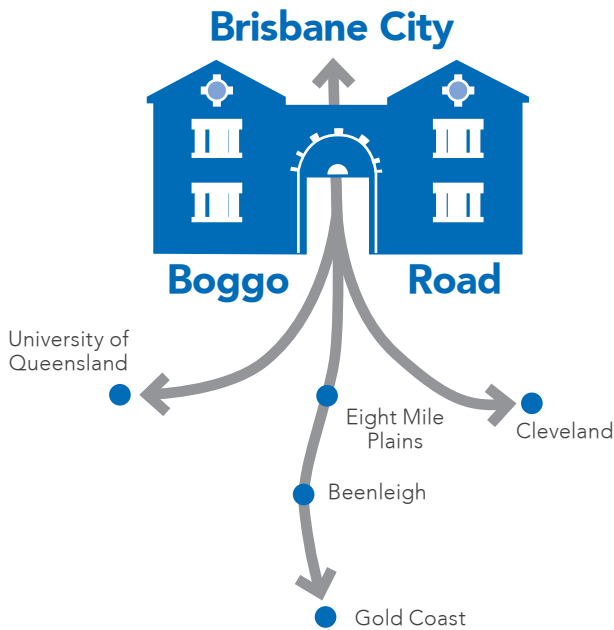 Brisbane City
Boggo Road
University of
Queensland
Eight Mile
Plains
Cleveland
Beenleigh
Gold Coast